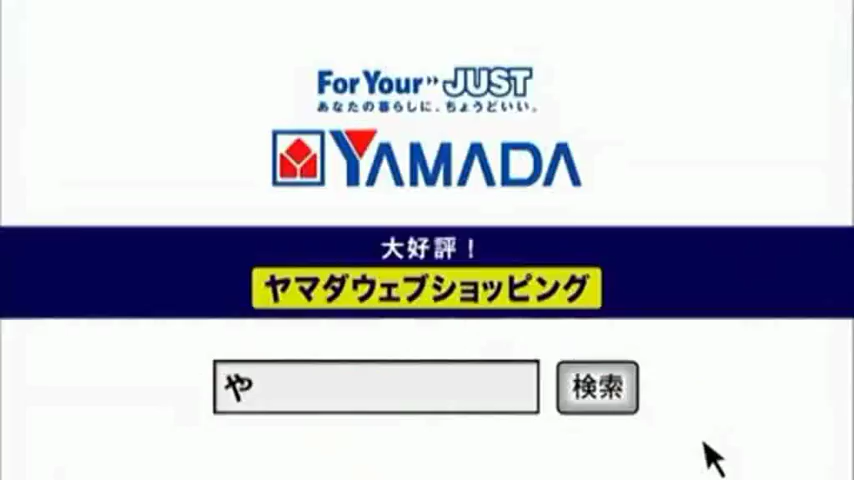 For Your »JUST
あなたの暮らしに、ちょうどいい。
YAMADA
大好評！
ヤマダウェブショッピング
や
検索